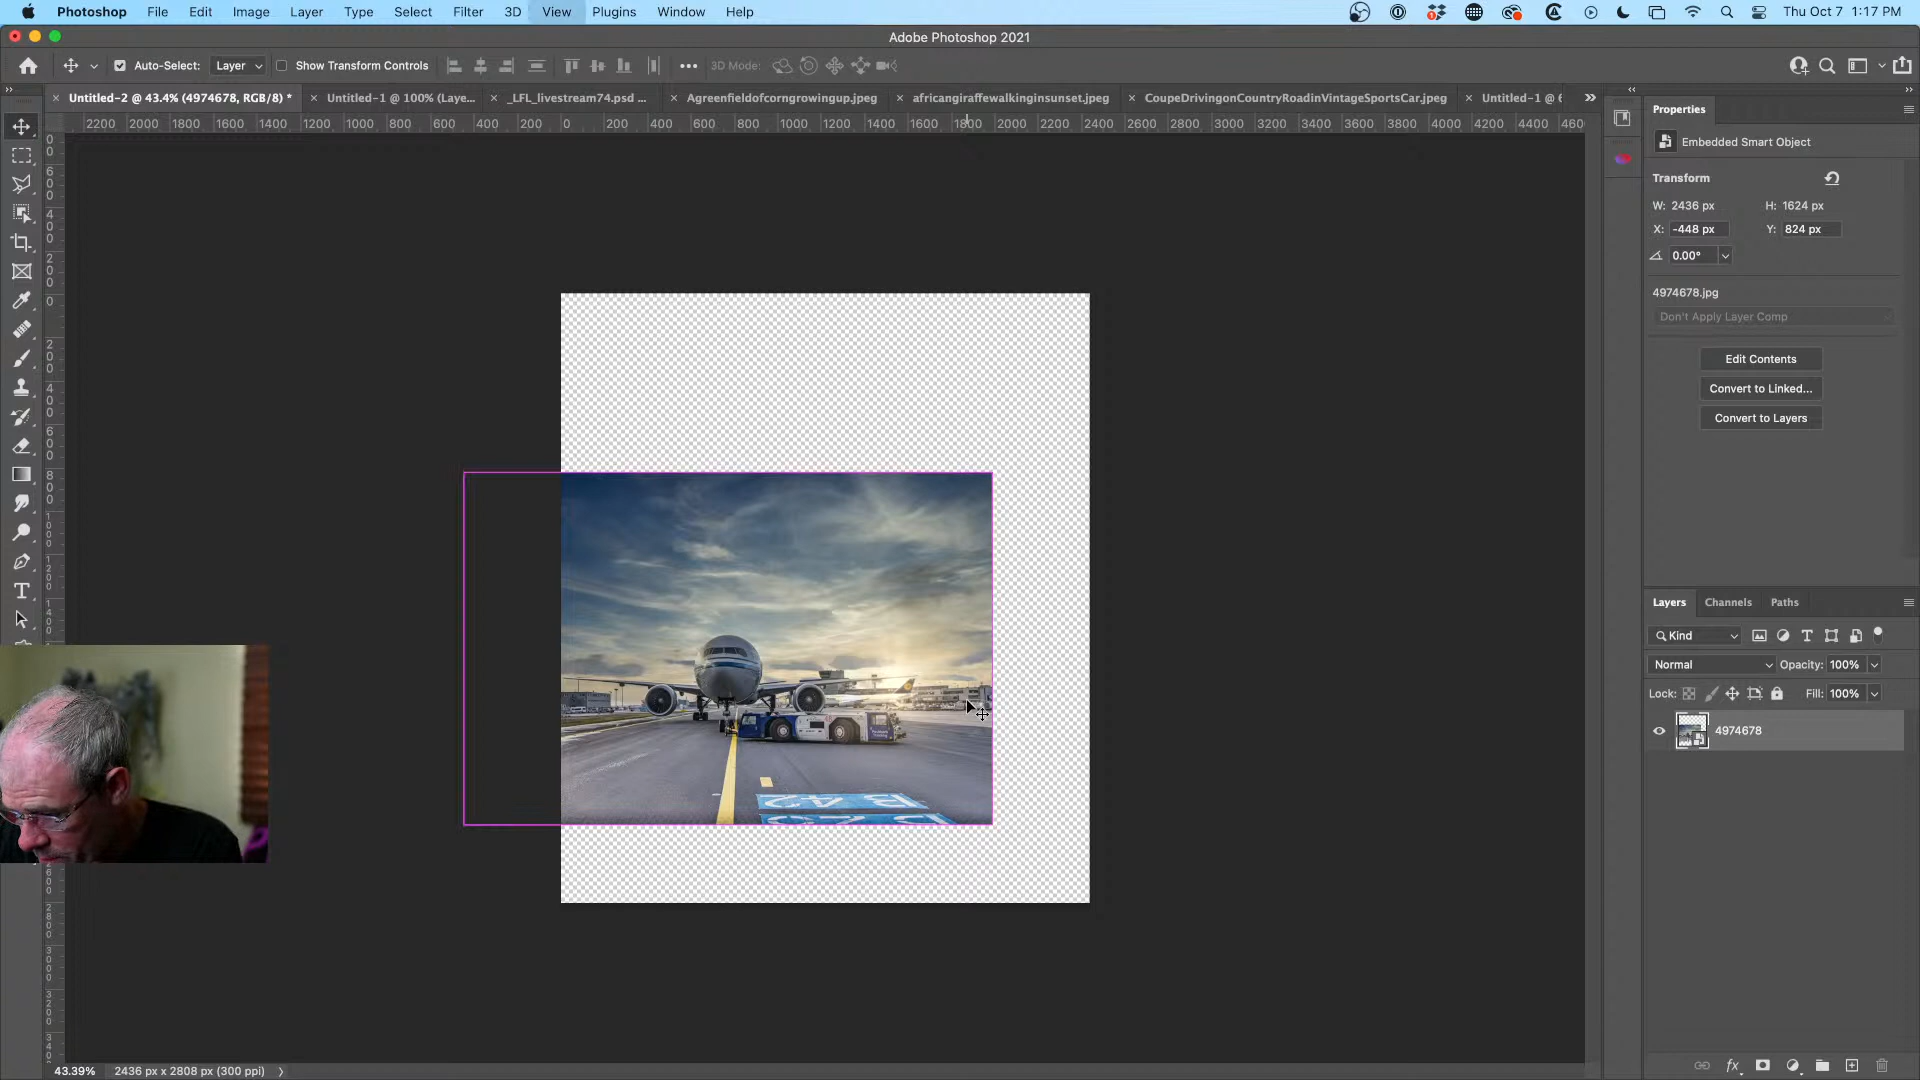 Photoshop File Edit Image Layer Type Select Filter 3D View Plugins Window Help Thu Oct 7 1:17 PM
Adobe Photoshop 2021
Auto-Select: Layer Show Transform Controls 3D Mode:
Untitled-2 @ 43.4% (4974678, RGB/8) * Untitled-1 @ 100% (Laye... _LFL_livestream74.psd ... Agreenfieldofcorngrowingup.jpeg africangiraffewalkinginsunset.jpeg CoupeDrivingonCountryRoadinVintageSportsCar.jpeg Untitled-1 @ 6
2200 2000 1800 1600 1400 1200 1000 800 600 400 200 0 200 400 600 800 1000 1200 1400 1600 1800 2000 2200 2400 2600 2800 3000 3200 3400 3600 3800 4000 4200 4400 460
Properties
Embedded Smart Object
Transform
W: 2436 px H: 1624 px
X: -448 px Y: 824 px
0.00°
4974678.jpg
Don't Apply Layer Comp
Edit Contents
Convert to Linked...
Convert to Layers
Layers Channels Paths
Kind
Normal Opacity: 100%
Lock: Fill: 100%
4974678
fx
43.39% 2436 px x 2808 px (300 ppi)